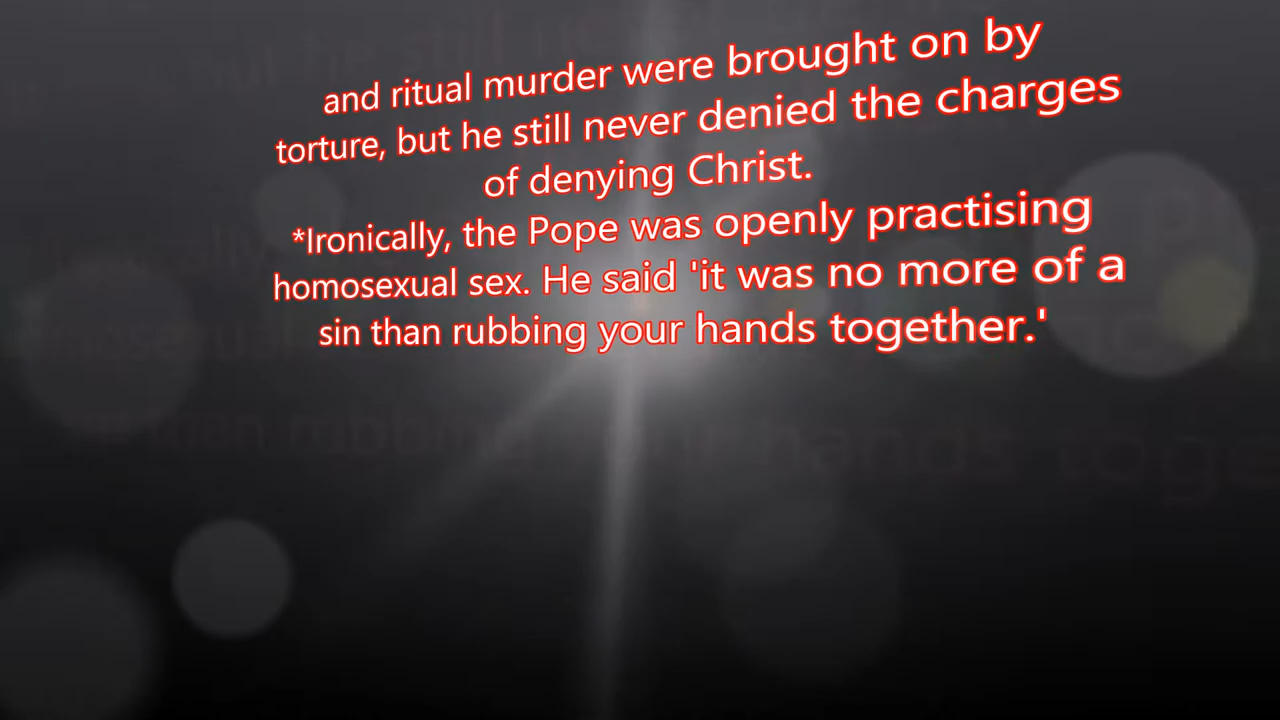 and ritual murder were brought on by
torture, but he still never denied the charges
of denying Christ.
*Ironically, the Pope was openly practising
homosexual sex. He said 'it was no more of a
sin than rubbing your hands together.'